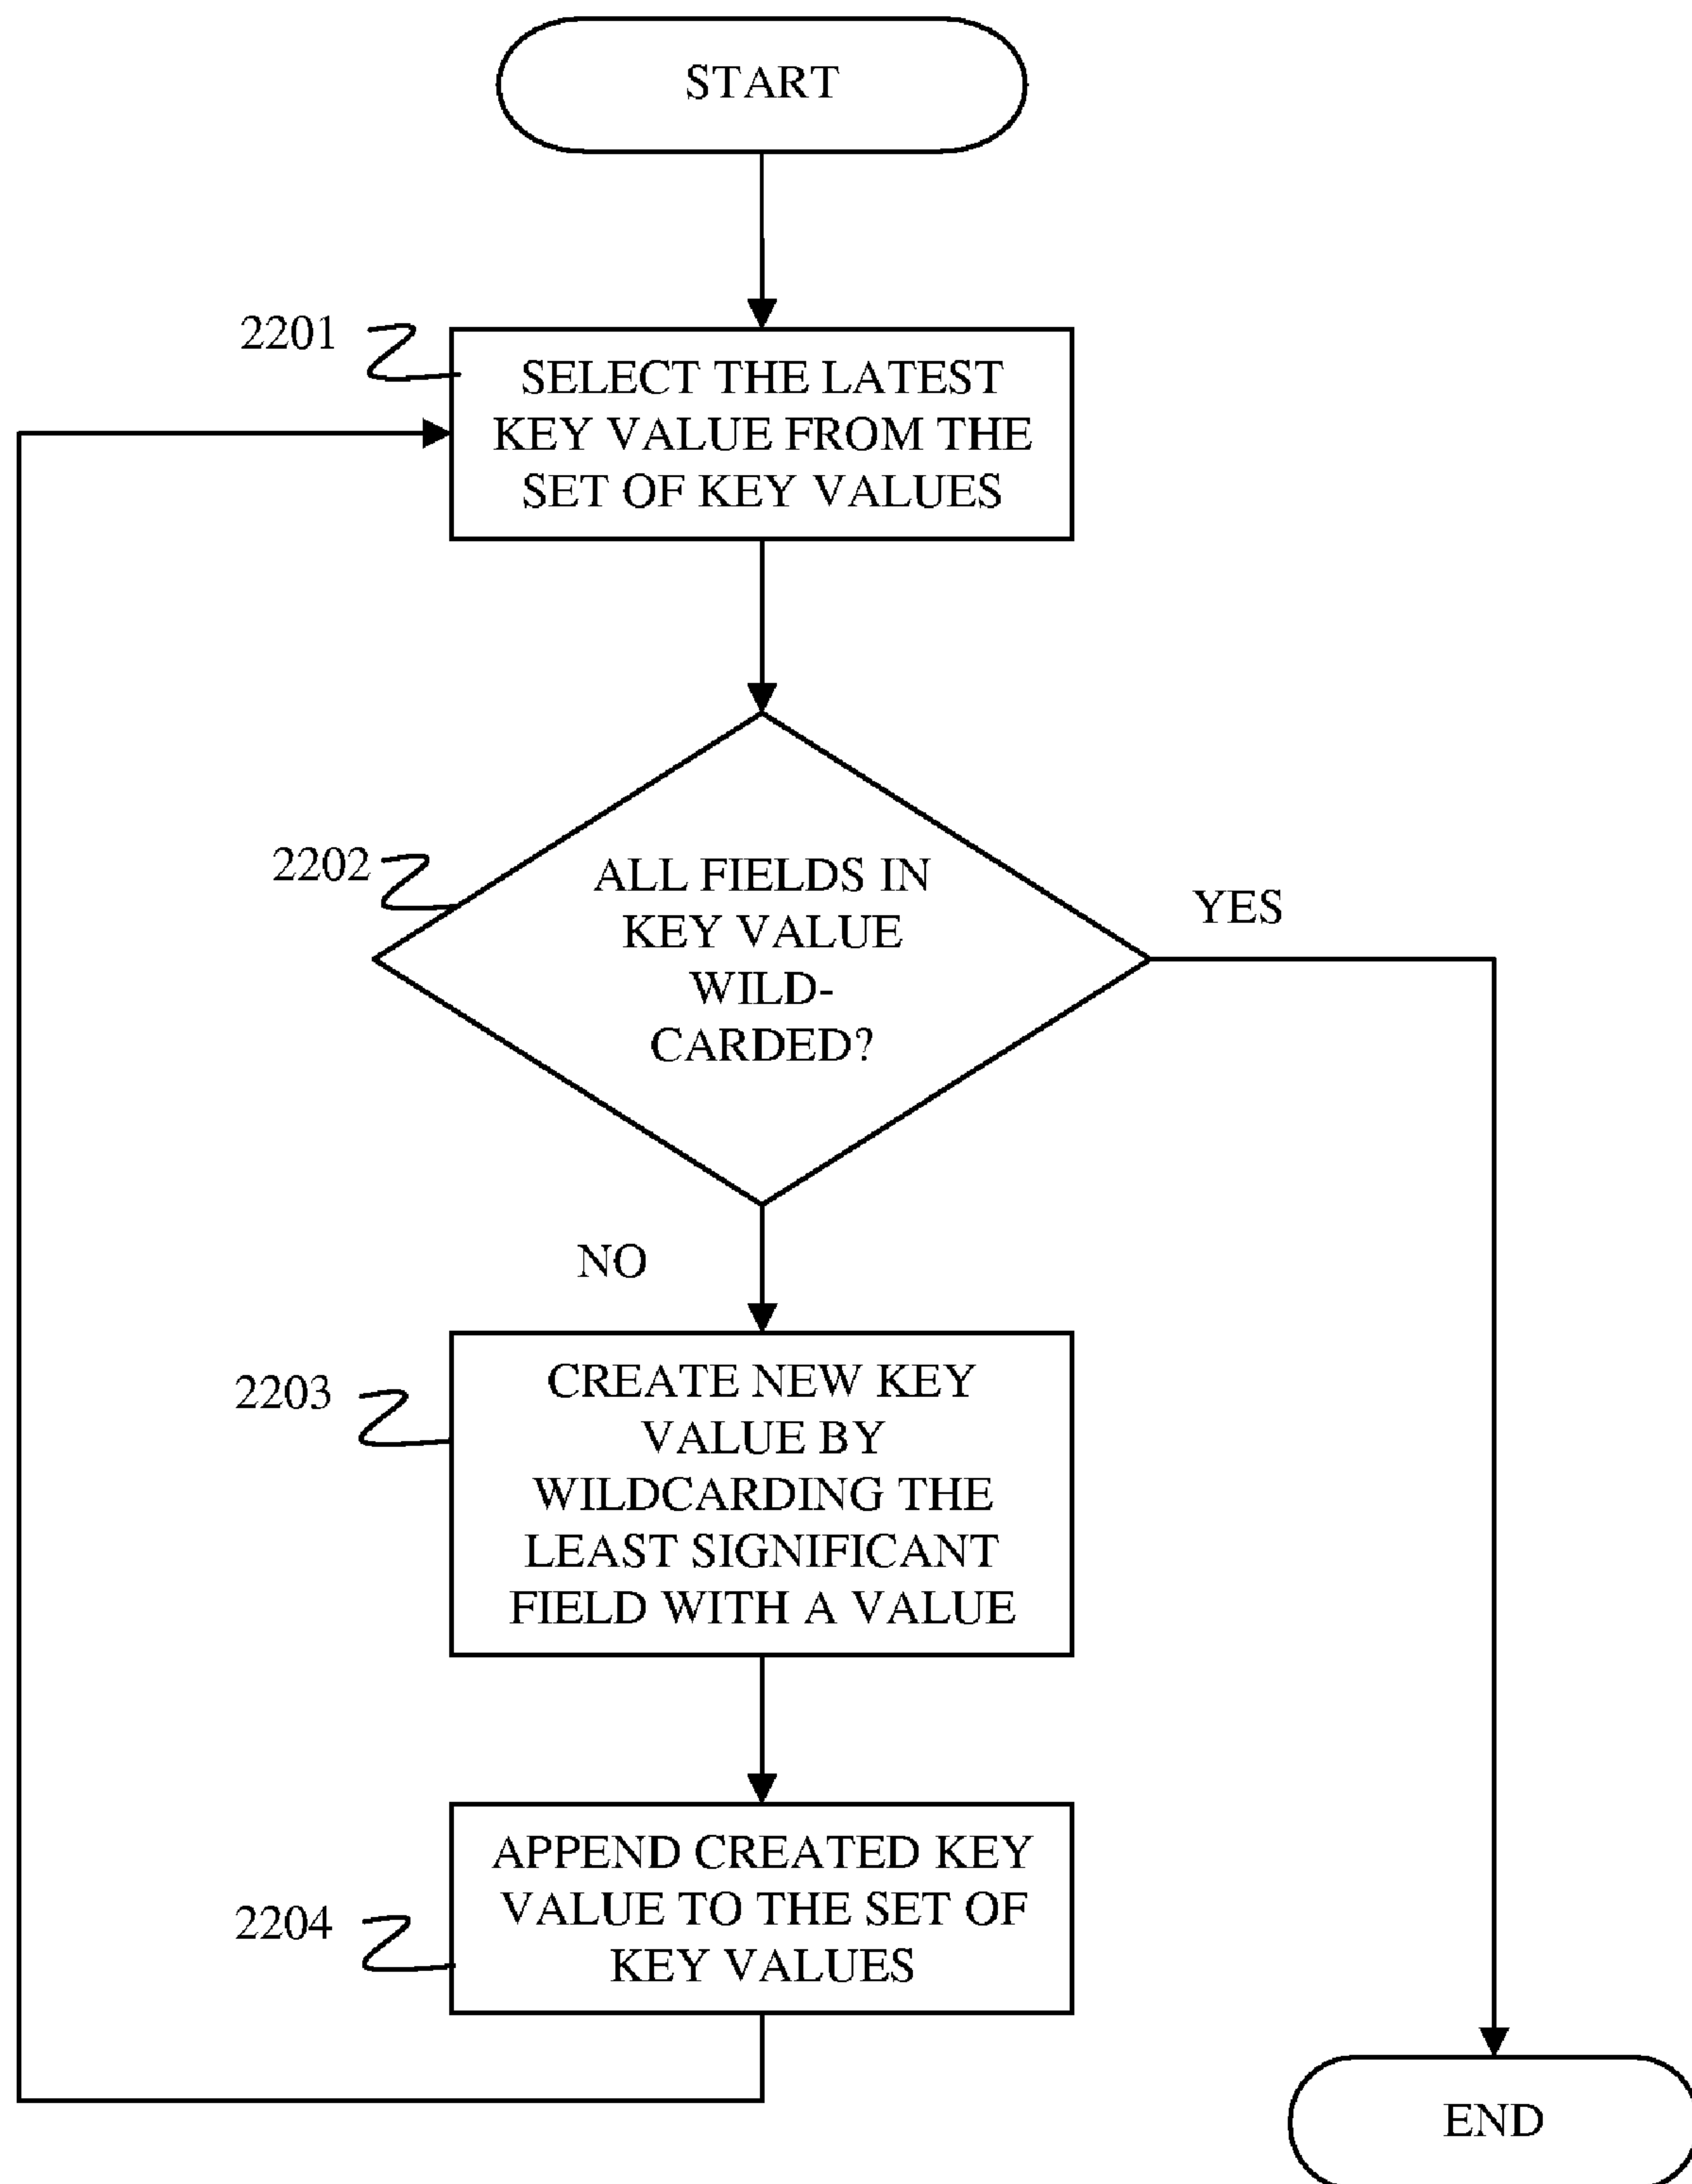 START
2201
SELECT THE LATEST
KEY VALUE FROM THE
SET OF KEY VALUES
2202
ALL FIELDS IN
KEY VALUE
WILD-
CARDED?
YES
NO
2203
CREATE NEW KEY
VALUE BY
WILDCARDING THE
LEAST SIGNIFICANT
FIELD WITH A VALUE
2204
APPEND CREATED KEY
VALUE TO THE SET OF
KEY VALUES
END